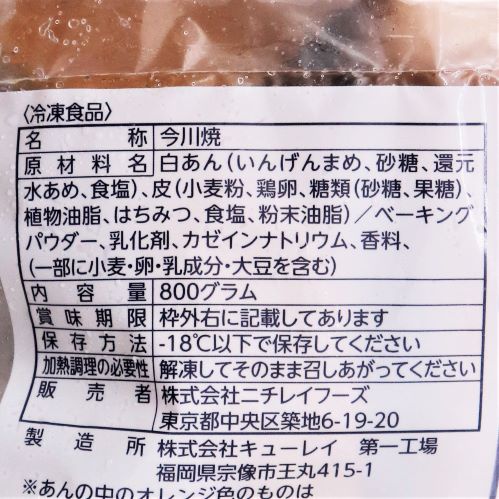 〈冷凍食品〉
名称 今川焼
原材料名 白あん(いんげんまめ、砂糖、還元
水あめ、食塩)、皮(小麦粉、鶏卵、糖類(砂糖、果糖)、
植物油脂、はちみつ、食塩、粉末油脂)/ベーキング
パウダー、乳化剤、カゼインナトリウム、香料、
(一部に小麦・卵・乳成分・大豆を含む)
内容量 800グラム
賞味期限 枠外右に記載してあります
保存方法 -18℃以下で保存してください
加熱調理の必要性 解凍してそのまま召しあがってください
販売者 株式会社ニチレイフーズ
東京都中央区築地6-19-20
製造所 株式会社キューレイ 第一工場
福岡県宗像市王丸415-1
※あんの中のオレンジ色のものは